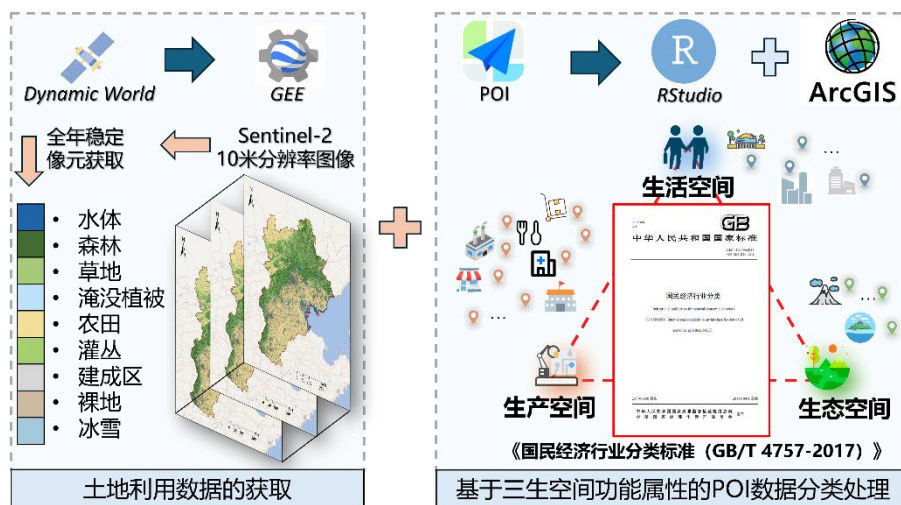 Dynamic World
GEE
全年稳定
像元获取
Sentinel-2
10米分辨率图像
• 水体
• 森林
• 草地
• 淹没植被
• 农田
• 灌丛
• 建成区
• 裸地
• 冰雪
土地利用数据的获取
POI
R
RStudio
ArcGIS
生活空间
...
...
...
GB
中华人民共和国国家标准
国民经济行业分类
生产空间
生态空间
《国民经济行业分类标准（GB/T 4757-2017）》
基于三生空间功能属性的POI数据分类处理